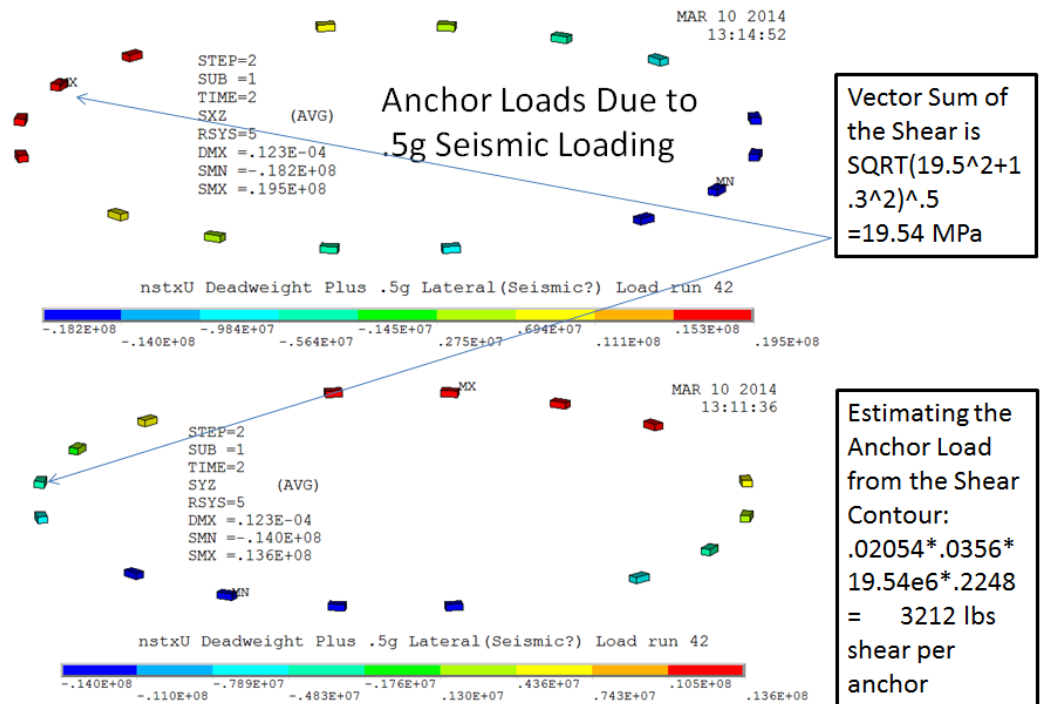 MAR 10 2014
13:14:52
STEP=2
SUB =1
TIME=2
SXZ (AVG)
RSYS=5
DMX =.123E-04
SMN =-.182E+08
SMX =.195E+08
MX
MN
Anchor Loads Due to
.5g Seismic Loading
nstxU Deadweight Plus .5g Lateral(Seismic?) Load run 42
-.182E+08 -.984E+07 -.145E+07 .694E+07 .153E+08
-.140E+08 -.564E+07 .275E+07 .111E+08 .195E+08
Vector Sum of
the Shear is
SQRT(19.5^2+1
.3^2)^.5
=19.54 MPa
MAR 10 2014
13:11:36
STEP=2
SUB =1
TIME=2
SYZ (AVG)
RSYS=5
DMX =.123E-04
SMN =-.140E+08
SMX =.136E+08
MX
MN
nstxU Deadweight Plus .5g Lateral(Seismic?) Load run 42
-.140E+08 -.789E+07 -.176E+07 .436E+07 .105E+08
-.110E+08 -.483E+07 .130E+07 .743E+07 .136E+08
Estimating the
Anchor Load
from the Shear
Contour:
.02054*.0356*
19.54e6*.2248
= 3212 lbs
shear per
anchor